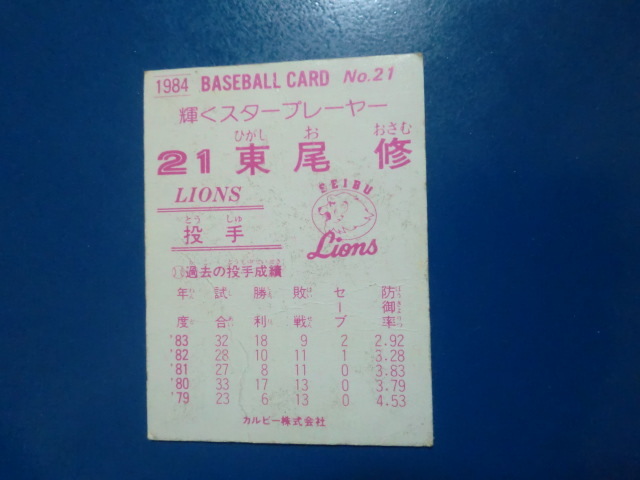 1984 BASEBALL CARD No.21
輝くスタープレーヤー
ひがし お おさむ
21 東尾 修
LIONS
SEIBU
Lions
とう しゅ
投手
過去の投手成績
年度 試合 勝利 敗戦 セーブ 防御率
'83 32 18 9 2 2.92
'82 28 10 11 1 3.28
'81 27 8 11 0 3.83
'80 33 17 13 0 3.79
'79 23 6 13 0 4.53
カルビー株式会社